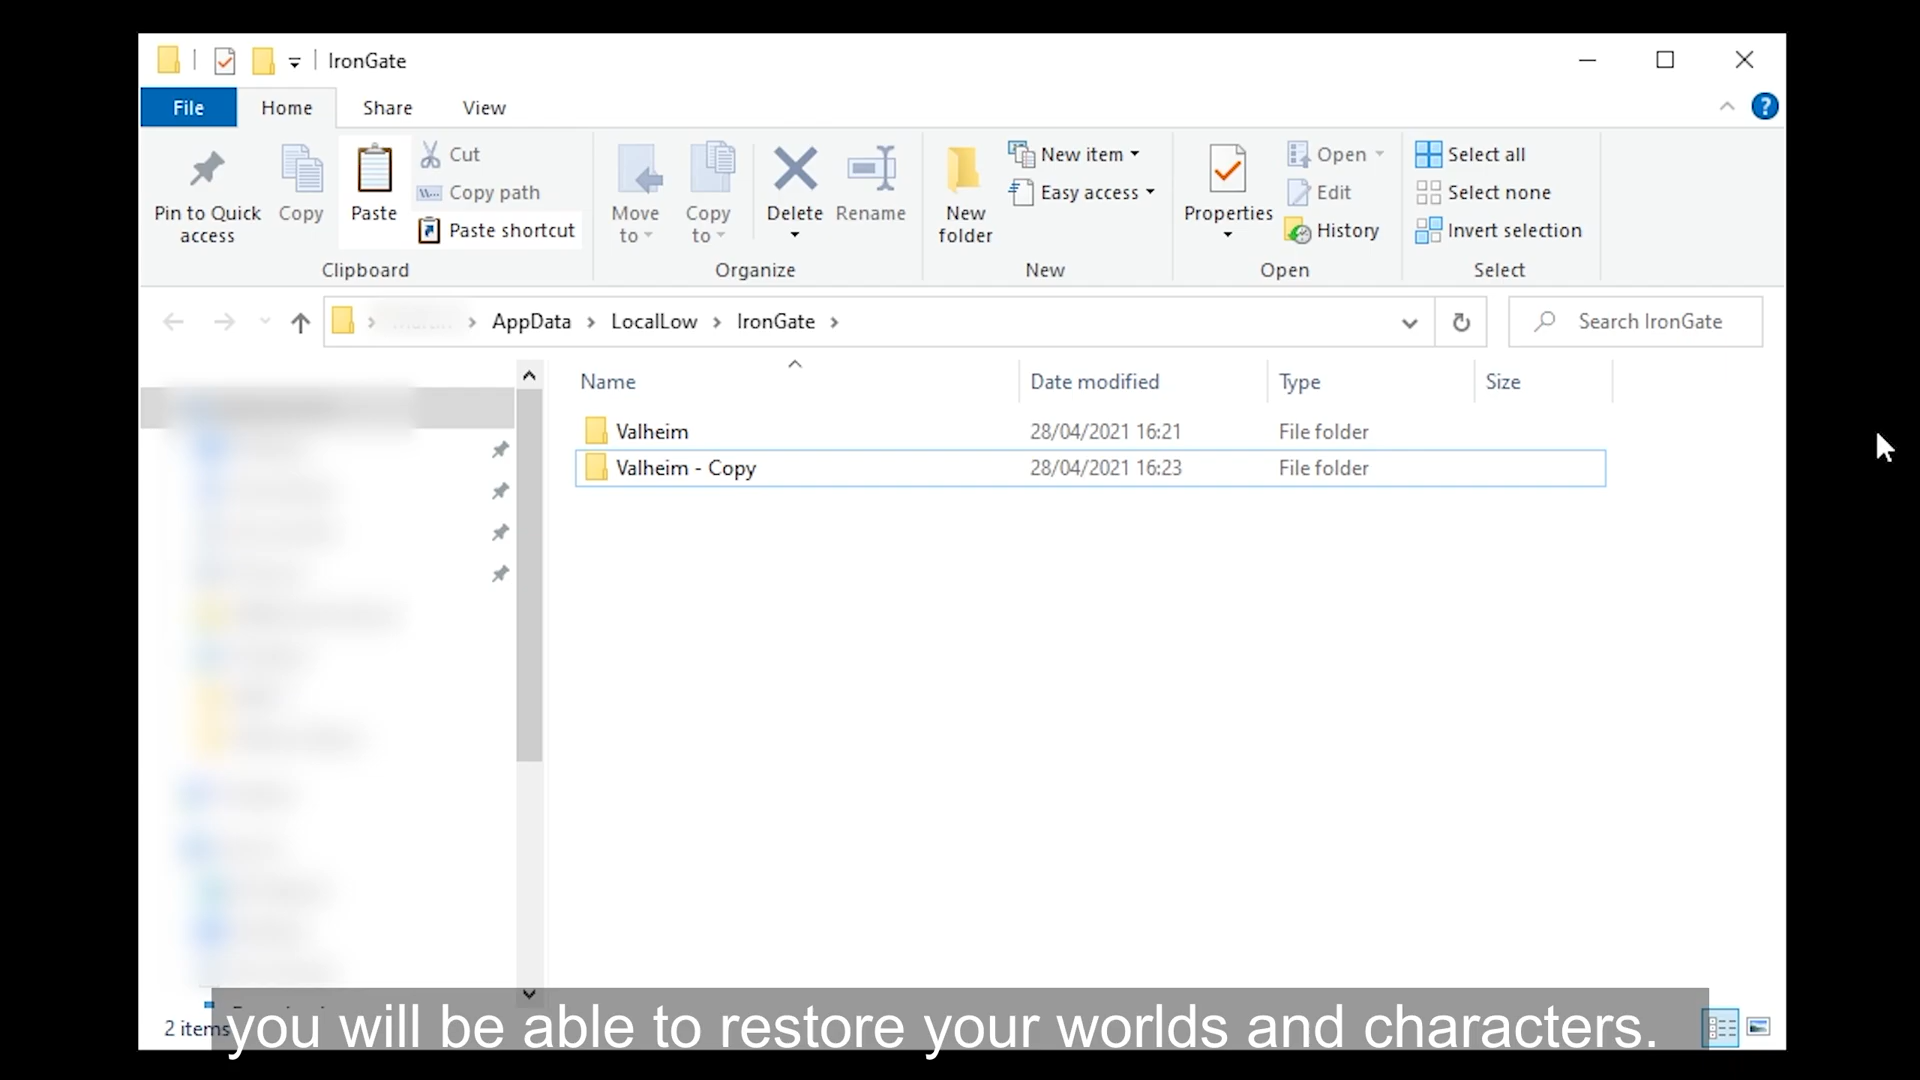 IronGate
File Home Share View
Pin to Quick access
Copy
Paste
Cut
Copy path
Paste shortcut
Clipboard
Move to
Copy to
Delete
Rename
Organize
New folder
New item
Easy access
New
Properties
Open
Edit
History
Open
Select all
Select none
Invert selection
Select
AppData LocalLow IronGate
Search IronGate
Name Date modified Type Size
Valheim 28/04/2021 16:21 File folder
Valheim - Copy 28/04/2021 16:23 File folder
2 items
you will be able to restore your worlds and characters.